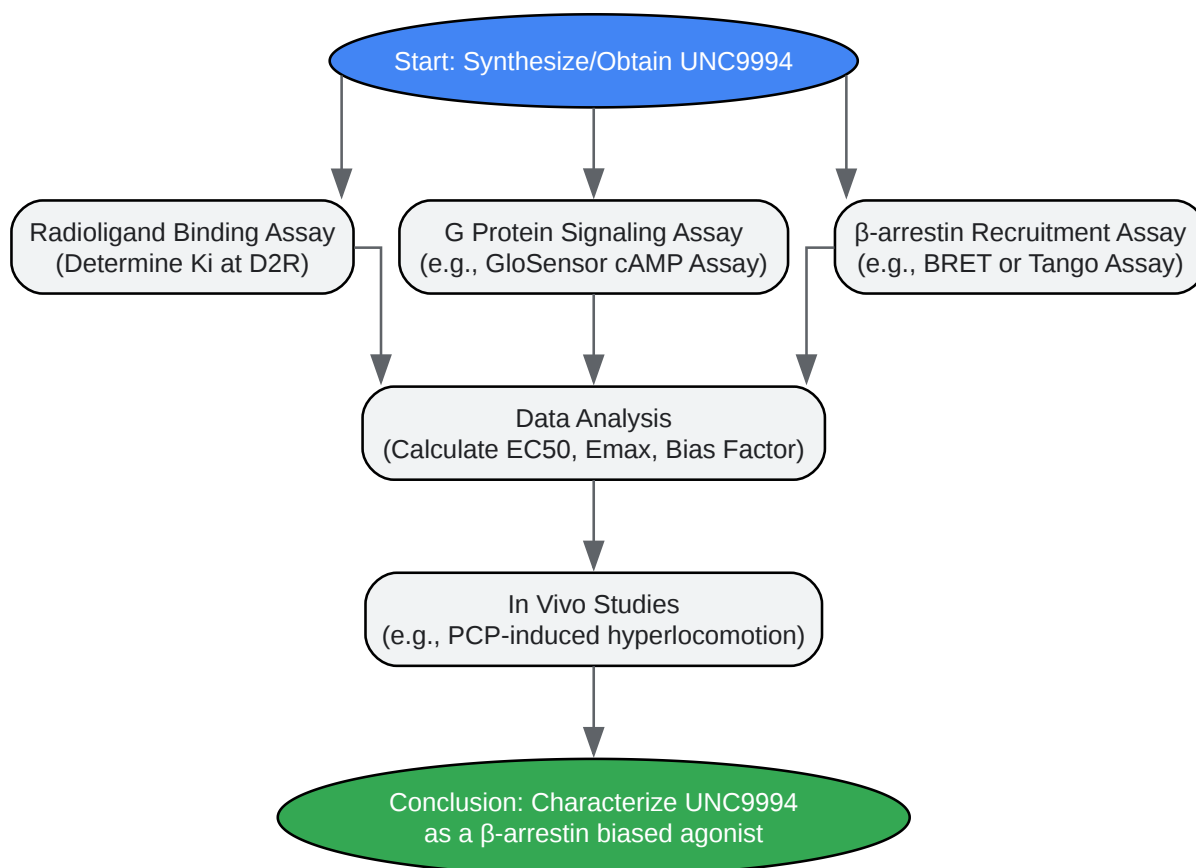 Start: Synthesize/Obtain UNC9994
Radioligand Binding Assay
(Determine Ki at D2R)
G Protein Signaling Assay
(e.g., GloSensor cAMP Assay)
β-arrestin Recruitment Assay
(e.g., BRET or Tango Assay)
Data Analysis
(Calculate EC50, Emax, Bias Factor)
In Vivo Studies
(e.g., PCP-induced hyperlocomotion)
Conclusion: Characterize UNC9994
as a β-arrestin biased agonist